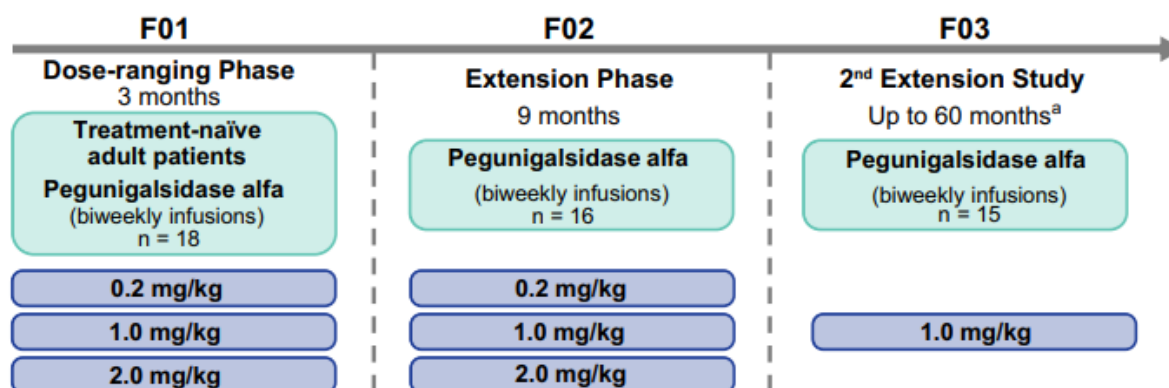 F01
Dose-ranging Phase
3 months
Treatment-naïve
adult patients
Pegunigalsidase alfa
(biweekly infusions)
n = 18
0.2 mg/kg
1.0 mg/kg
2.0 mg/kg
F02
Extension Phase
9 months
Pegunigalsidase alfa
(biweekly infusions)
n = 16
0.2 mg/kg
1.0 mg/kg
2.0 mg/kg
F03
2nd Extension Study
Up to 60 monthsa
Pegunigalsidase alfa
(biweekly infusions)
n = 15
1.0 mg/kg